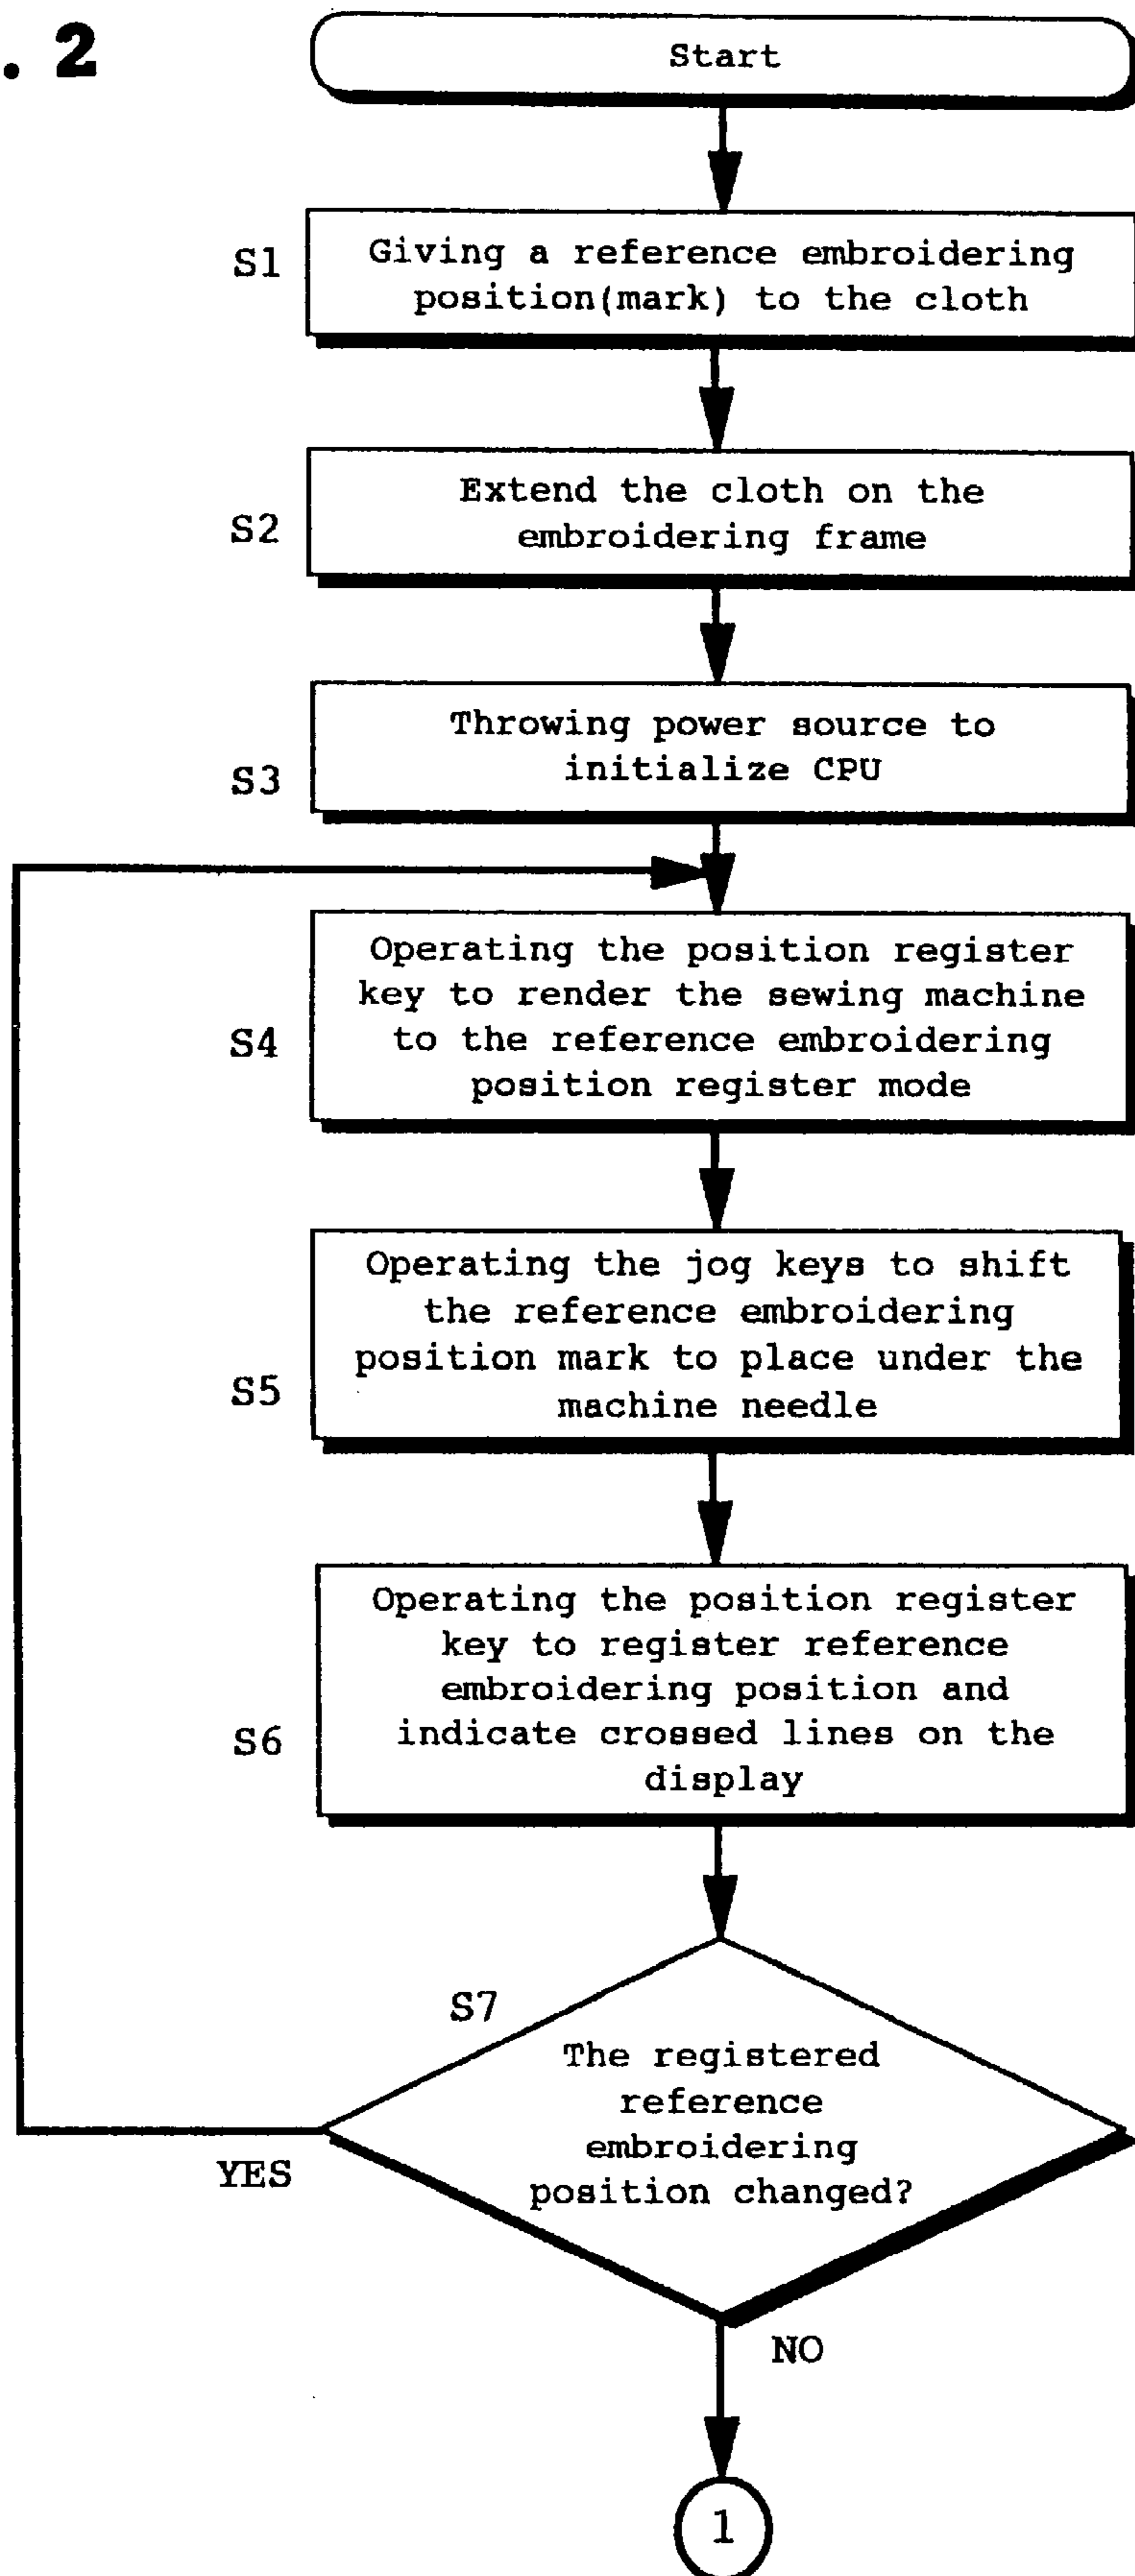 . 2
Start
S1
Giving a reference embroidering
position(mark) to the cloth
S2
Extend the cloth on the
embroidering frame
S3
Throwing power source to
initialize CPU
S4
Operating the position register
key to render the sewing machine
to the reference embroidering
position register mode
S5
Operating the jog keys to shift
the reference embroidering
position mark to place under the
machine needle
S6
Operating the position register
key to register reference
embroidering position and
indicate crossed lines on the
display
S7
The registered
reference
embroidering
position changed?
YES
NO
1